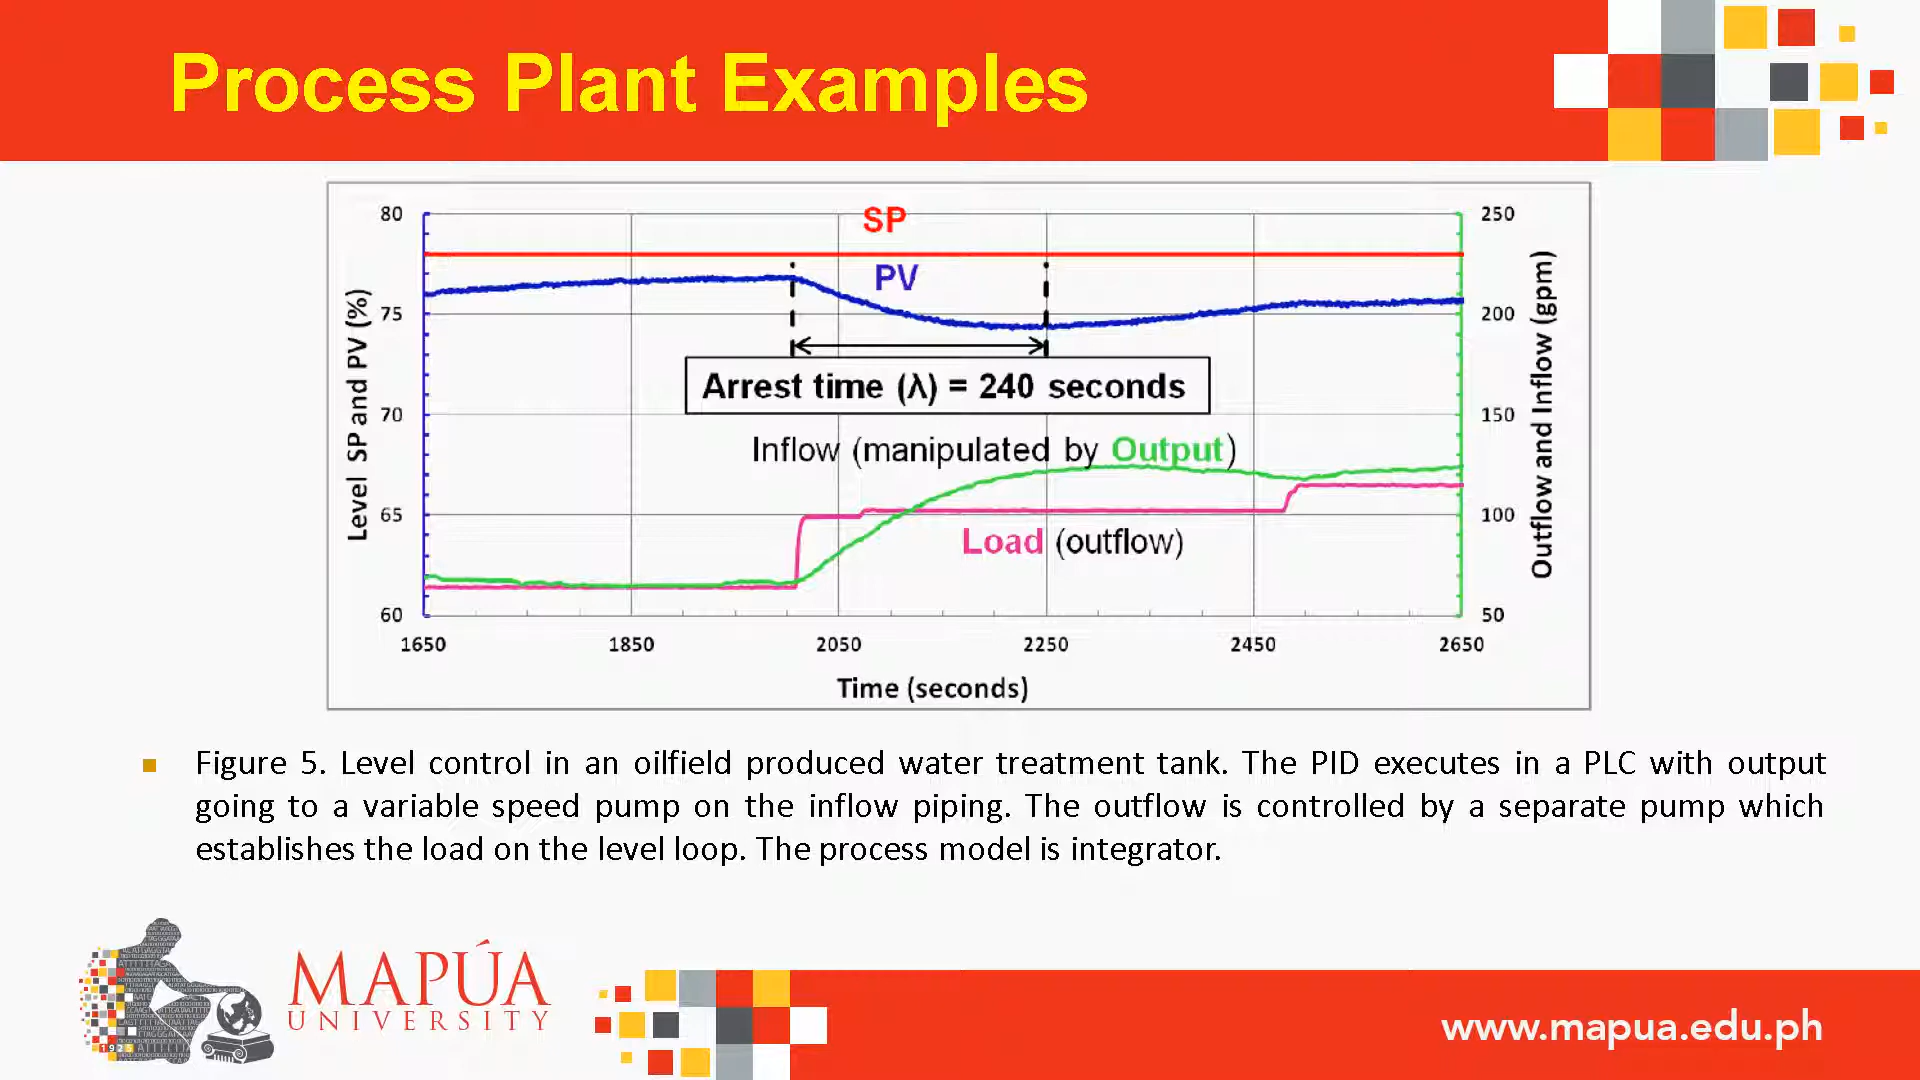 Process Plant Examples
80
75
70
65
60
Level SP and PV (%)
SP
PV
Arrest time (λ) = 240 seconds
Inflow (manipulated by Output)
Load (outflow)
250
200
150
100
50
Outflow and Inflow (gpm)
1650 1850 2050 2250 2450 2650
Time (seconds)
Figure 5. Level control in an oilfield produced water treatment tank. The PID executes in a PLC with output
going to a variable speed pump on the inflow piping. The outflow is controlled by a separate pump which
establishes the load on the level loop. The process model is integrator.
MAPÚA
UNIVERSITY
1925
www.mapua.edu.ph